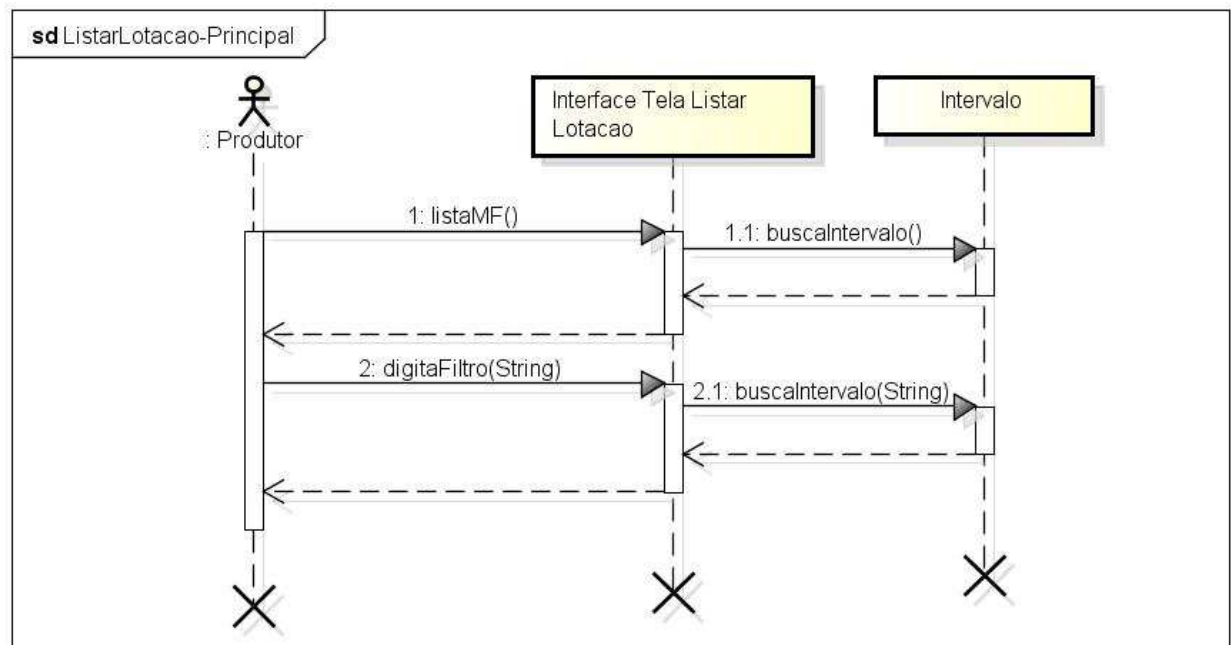 sd ListarLotacao-Principal
: Produtor
Interface Tela Listar
Lotacao
Intervalo
1: listaMF()
1.1: buscaIntervalo()
2: digitaFiltro(String)
2.1: buscaIntervalo(String)